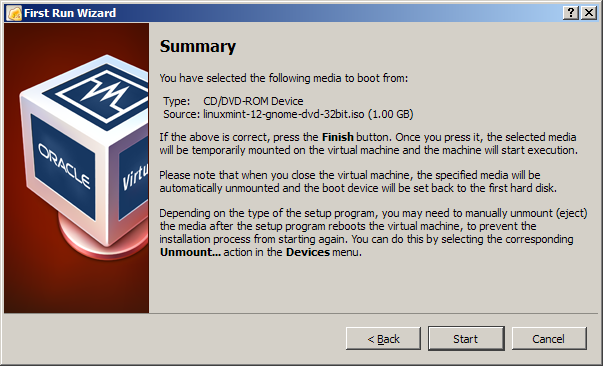 First Run Wizard
Summary
You have selected the following media to boot from:
Type: CD/DVD-ROM Device
Source: linuxmint-12-gnome-dvd-32bit.iso (1.00 GB)
If the above is correct, press the Finish button. Once you press it, the selected media
will be temporarily mounted on the virtual machine and the machine will start execution.
Please note that when you close the virtual machine, the specified media will be
automatically unmounted and the boot device will be set back to the first hard disk.
Depending on the type of the setup program, you may need to manually unmount (eject)
the media after the setup program reboots the virtual machine, to prevent the
installation process from starting again. You can do this by selecting the corresponding
Unmount... action in the Devices menu.
ORACLE
Virtu
< Back
Start
Cancel